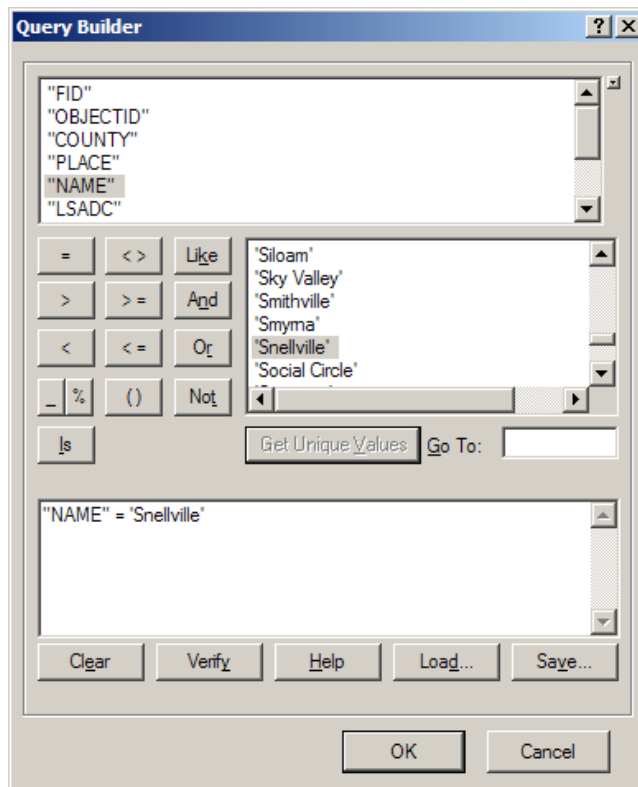 Query Builder
? X
"FID"
"OBJECTID"
"COUNTY"
"PLACE"
"NAME"
"LSADC"
= < > Like
> > = And
< < = Or
_ % ( ) Not
Is
'Siloam'
'Sky Valley'
'Smithville'
'Smyrna'
'Snellville'
'Social Circle'
Get Unique Values Go To:
"NAME" = 'Snellville'
Clear Verify Help Load... Save...
OK Cancel